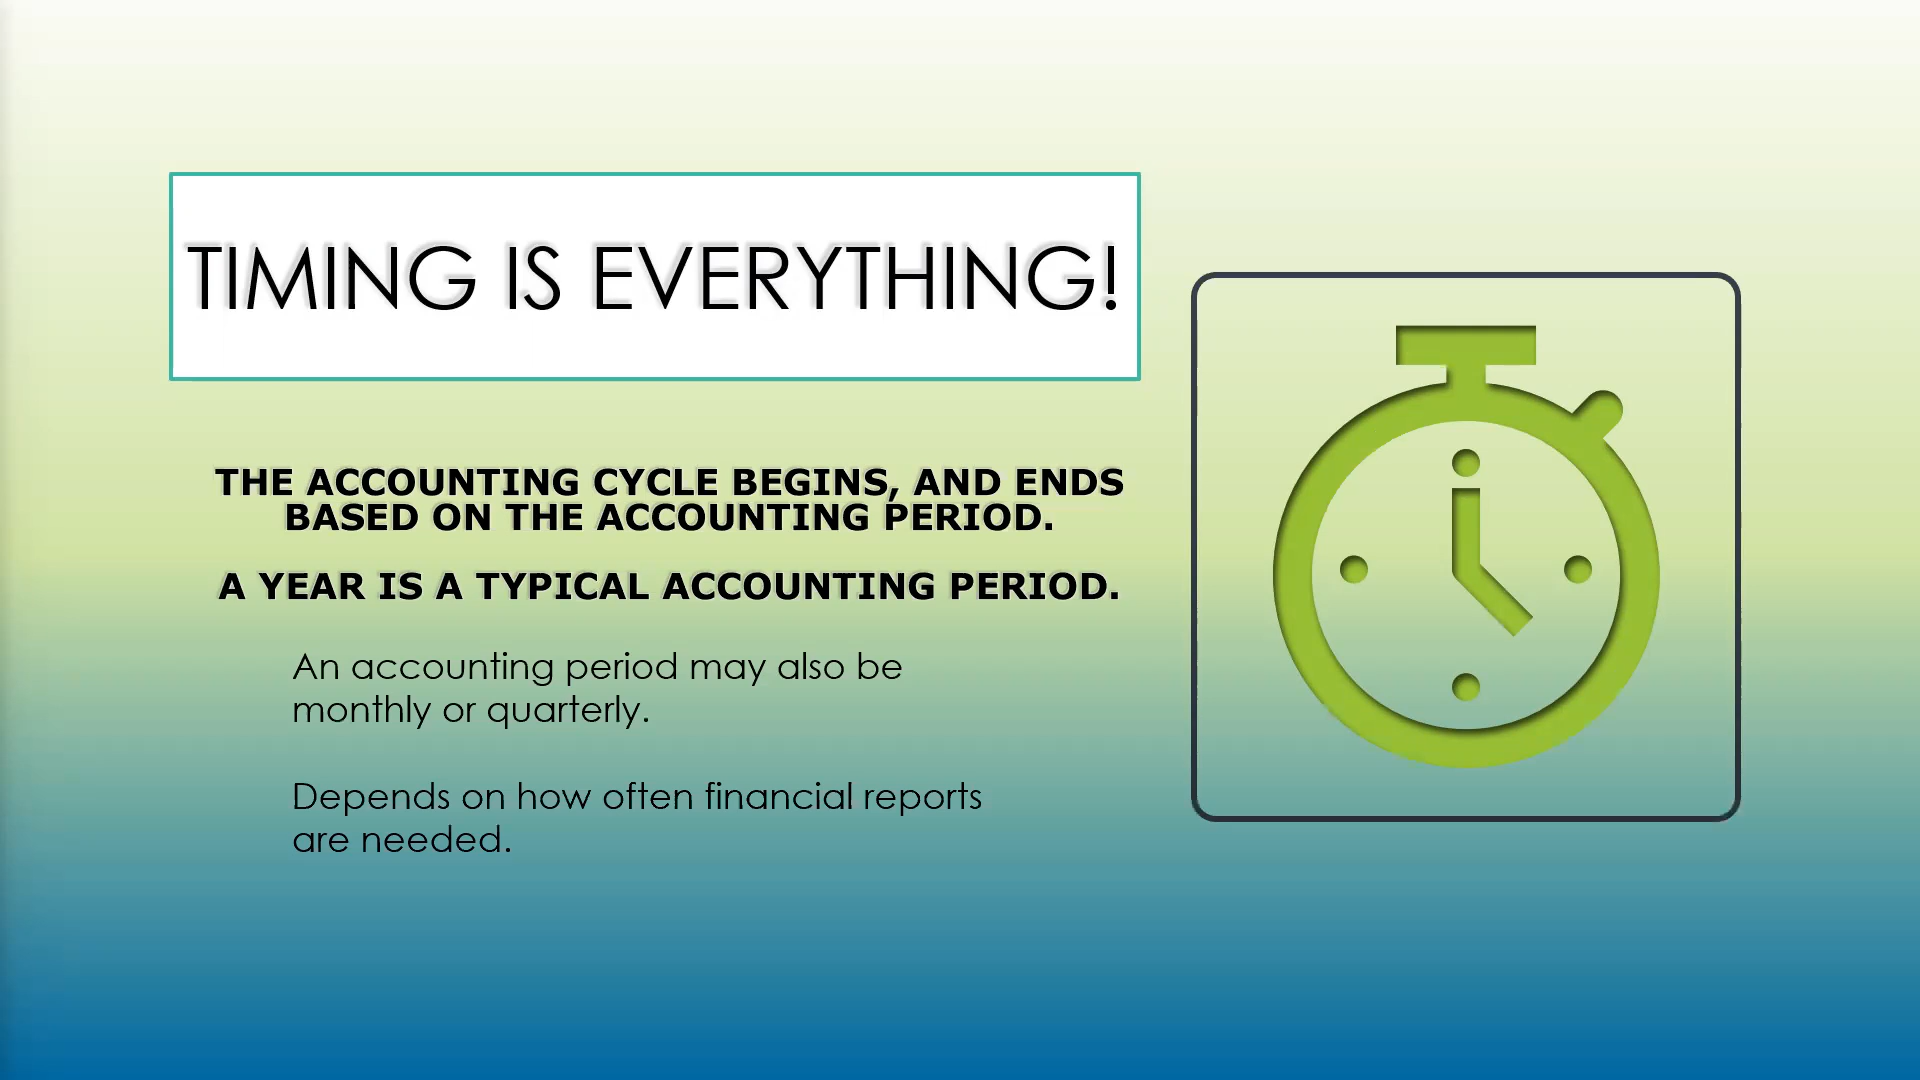 TIMING IS EVERYTHING!
THE ACCOUNTING CYCLE BEGINS, AND ENDS
BASED ON THE ACCOUNTING PERIOD.
A YEAR IS A TYPICAL ACCOUNTING PERIOD.
An accounting period may also be
monthly or quarterly.
Depends on how often financial reports
are needed.